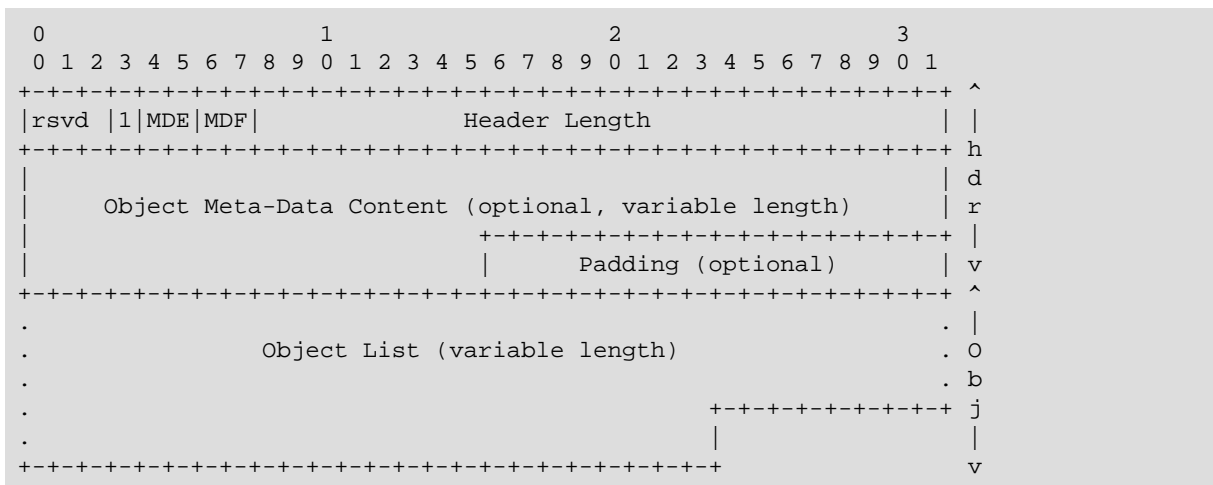 0                   1                   2                   3
 0 1 2 3 4 5 6 7 8 9 0 1 2 3 4 5 6 7 8 9 0 1 2 3 4 5 6 7 8 9 0 1
+-+-+-+-+-+-+-+-+-+-+-+-+-+-+-+-+-+-+-+-+-+-+-+-+-+-+-+-+-+-+-+-+ ^
|rsvd |1|MDE|MDF|              Header Length                    | |
+-+-+-+-+-+-+-+-+-+-+-+-+-+-+-+-+-+-+-+-+-+-+-+-+-+-+-+-+-+-+-+-+ h
|                                                               | d
|     Object Meta-Data Content (optional, variable length)      | r
|                               +-+-+-+-+-+-+-+-+-+-+-+-+-+-+-+-+ |
|                               |      Padding (optional)       | v
+-+-+-+-+-+-+-+-+-+-+-+-+-+-+-+-+-+-+-+-+-+-+-+-+-+-+-+-+-+-+-+-+ ^
.                                                               . |
.                Object List (variable length)                  . O
.                                                               . b
.                                               +-+-+-+-+-+-+-+-+ j
.                                               |                 |
+-+-+-+-+-+-+-+-+-+-+-+-+-+-+-+-+-+-+-+-+-+-+-+-+                 v